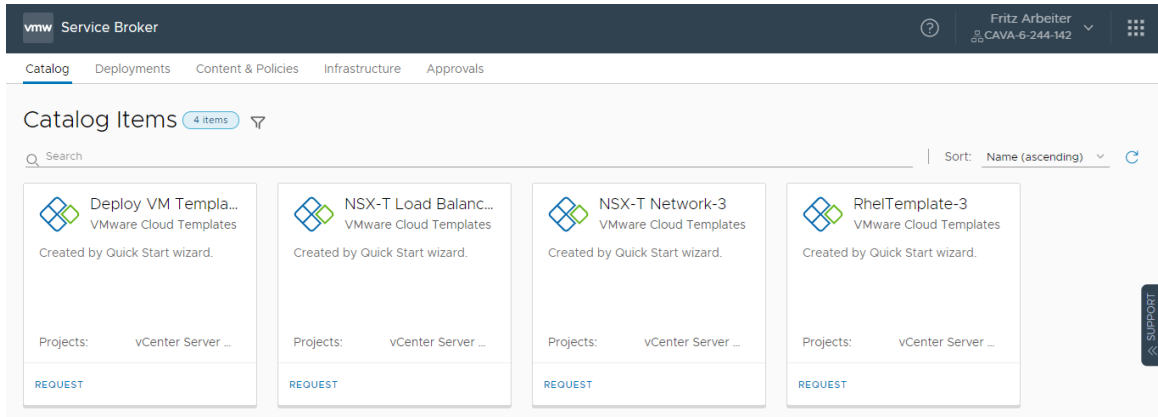 vmw Service Broker
Fritz Arbeiter
CAVA-6-244-142
Catalog Deployments Content & Policies Infrastructure Approvals
Catalog Items 4 items
Search
Sort: Name (ascending)
Deploy VM Templa...
VMware Cloud Templates
Created by Quick Start wizard.
Projects: vCenter Server ...
REQUEST
NSX-T Load Balanc...
VMware Cloud Templates
Created by Quick Start wizard.
Projects: vCenter Server ...
REQUEST
NSX-T Network-3
VMware Cloud Templates
Created by Quick Start wizard.
Projects: vCenter Server ...
REQUEST
RhelTemplate-3
VMware Cloud Templates
Created by Quick Start wizard.
Projects: vCenter Server ...
REQUEST
SUPPORT